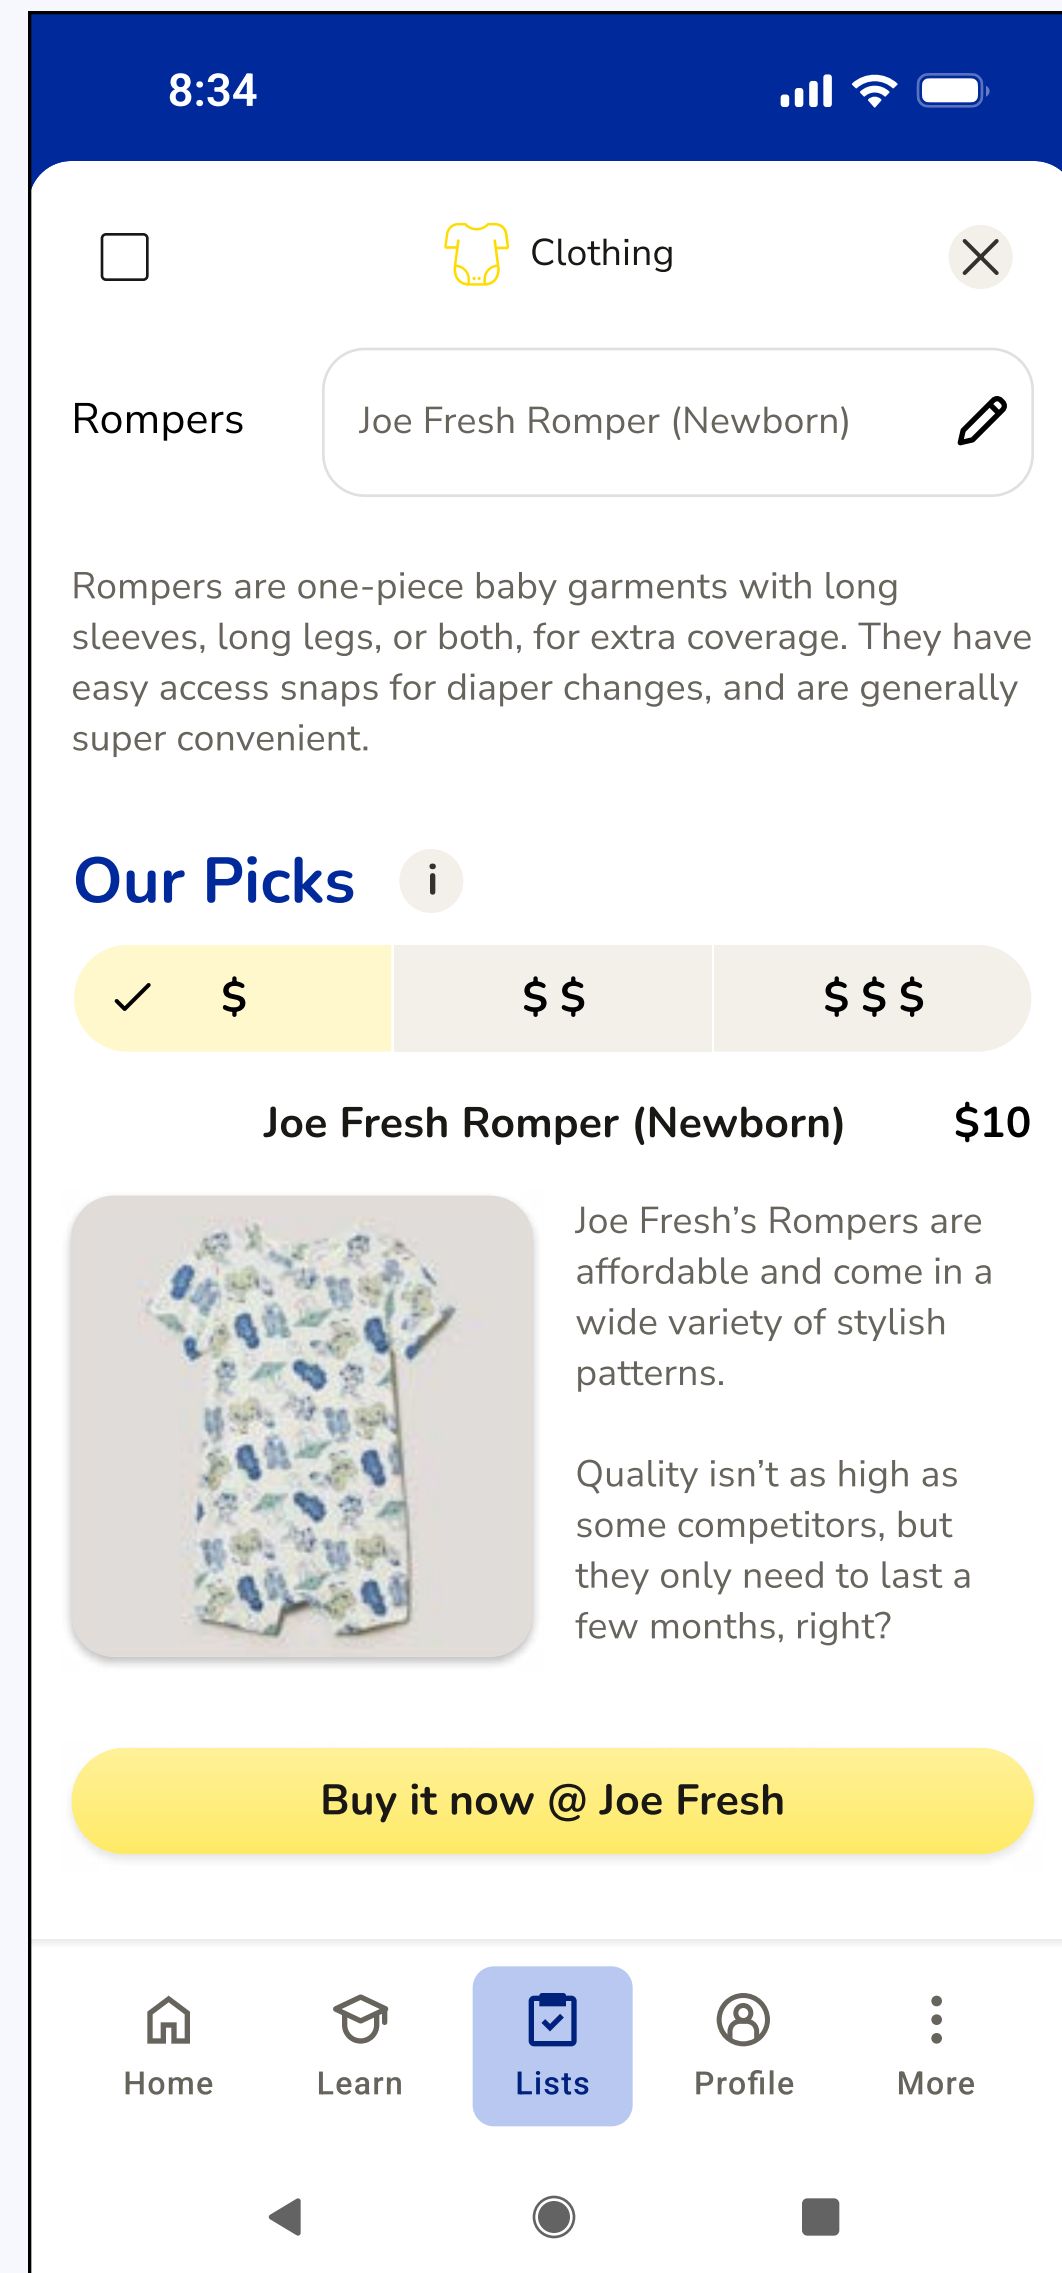 8:34
Clothing
Rompers
Joe Fresh Romper (Newborn)
Rompers are one-piece baby garments with long
sleeves, long legs, or both, for extra coverage. They have
easy access snaps for diaper changes, and are generally
super convenient.
Our Picks i
$ $ $ $ $ $
Joe Fresh Romper (Newborn) $10
Joe Fresh’s Rompers are
affordable and come in a
wide variety of stylish
patterns.
Quality isn’t as high as
some competitors, but
they only need to last a
few months, right?
Buy it now @ Joe Fresh
Home Learn Lists Profile More